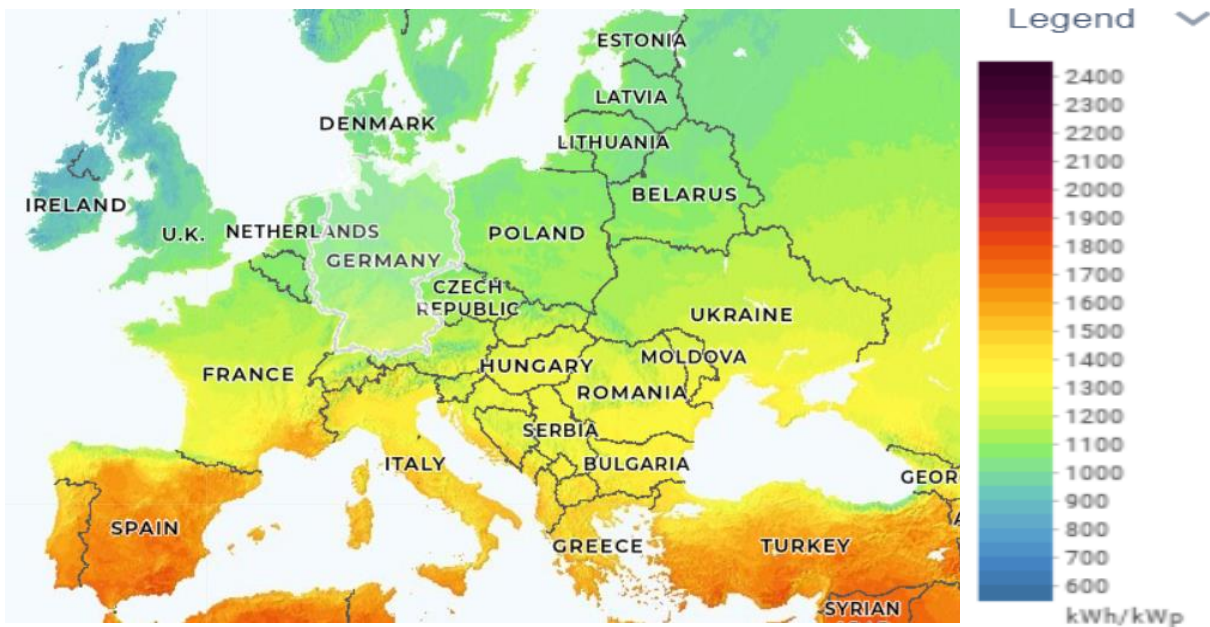 ESTONIA
LATVIA
DENMARK
LITHUANIA
BELARUS
IRELAND
U.K.
NETHERLANDS
POLAND
GERMANY
CZECH
REPUBLIC
UKRAINE
FRANCE
HUNGARY
MOLDOVA
ROMANIA
SERBIA
ITALY
BULGARIA
GEOR
SPAIN
GREECE
TURKEY
SYRIAN
Legend
2400
2300
2200
2100
2000
1900
1800
1700
1600
1500
1400
1300
1200
1100
1000
900
800
700
600
kWh/kWp